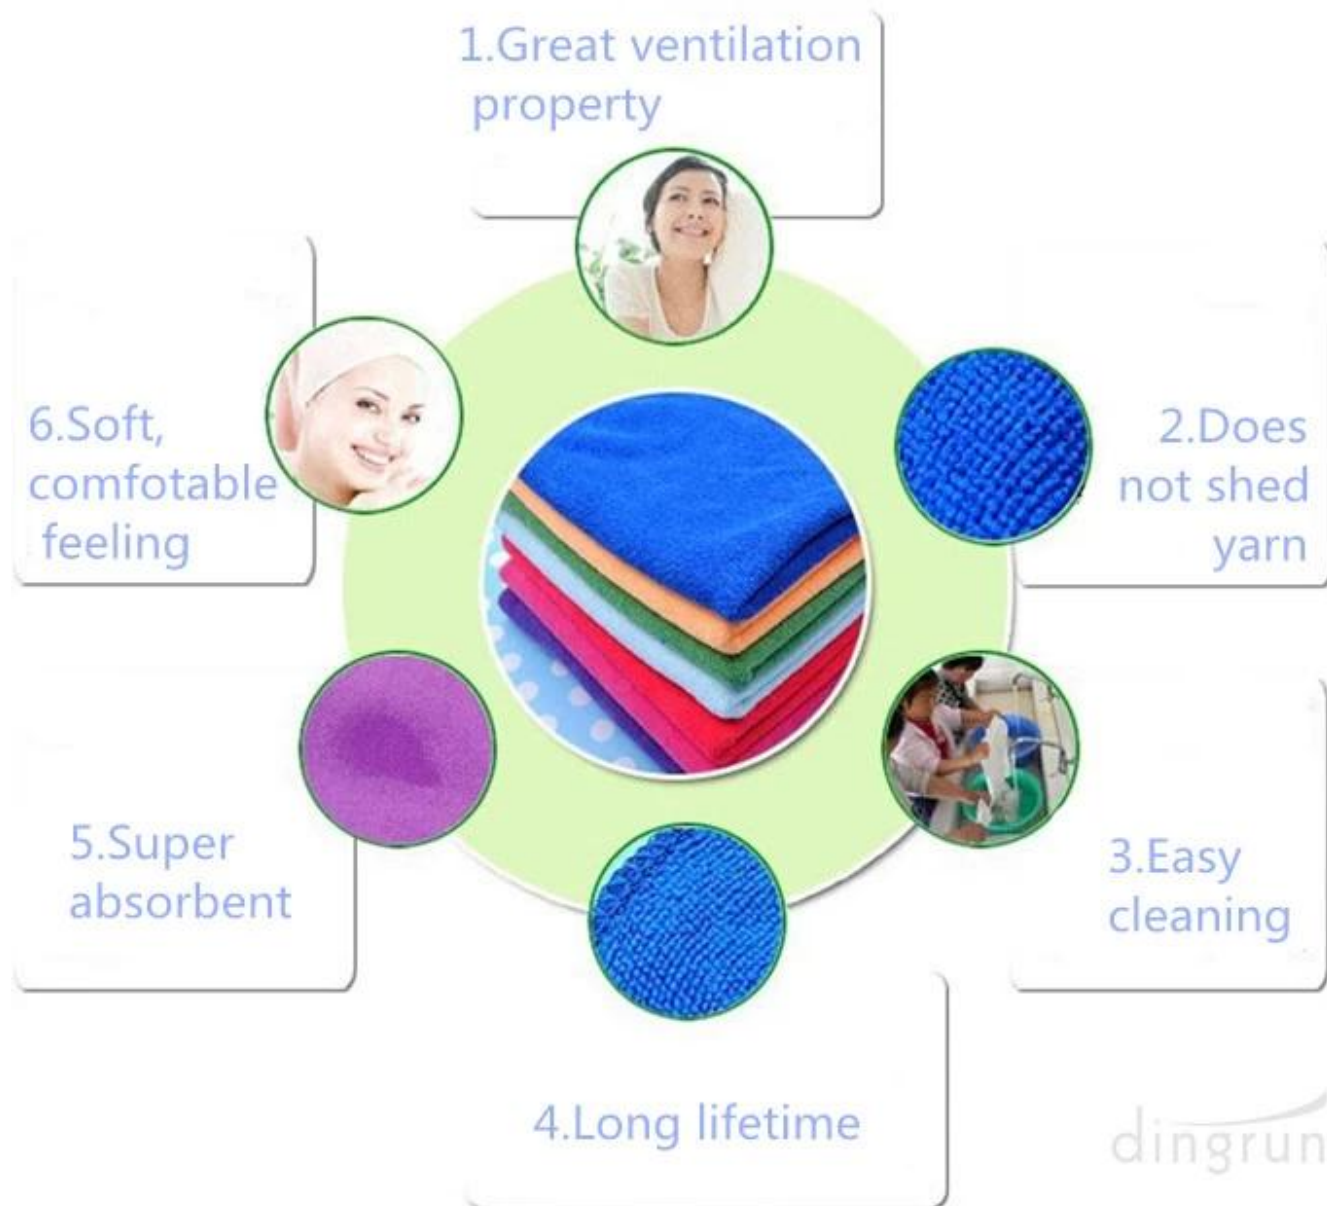 1.Great ventilation
property
2.Does
not shed
yarn
3.Easy
cleaning
4.Long lifetime
5.Super
absorbent
6.Soft,
comfotable
feeling
dingrun